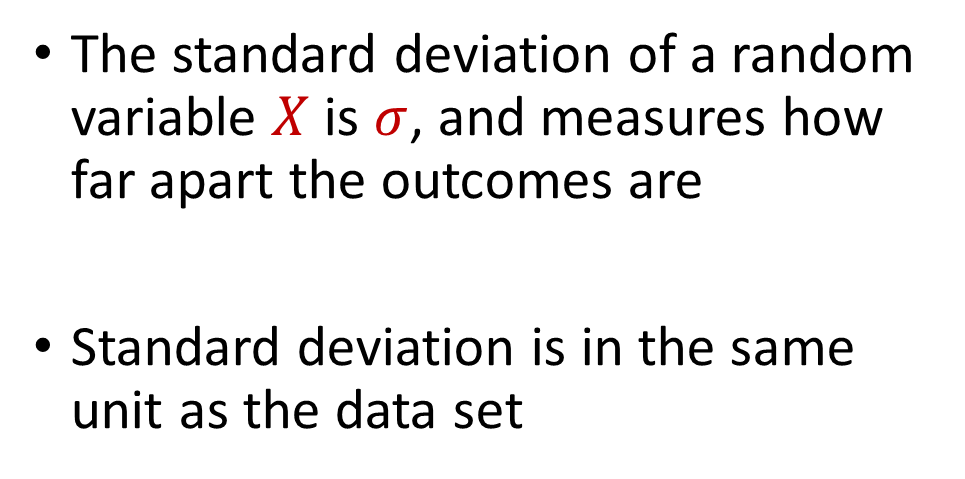 • The standard deviation of a random
variable X is σ, and measures how
far apart the outcomes are
• Standard deviation is in the same
unit as the data set